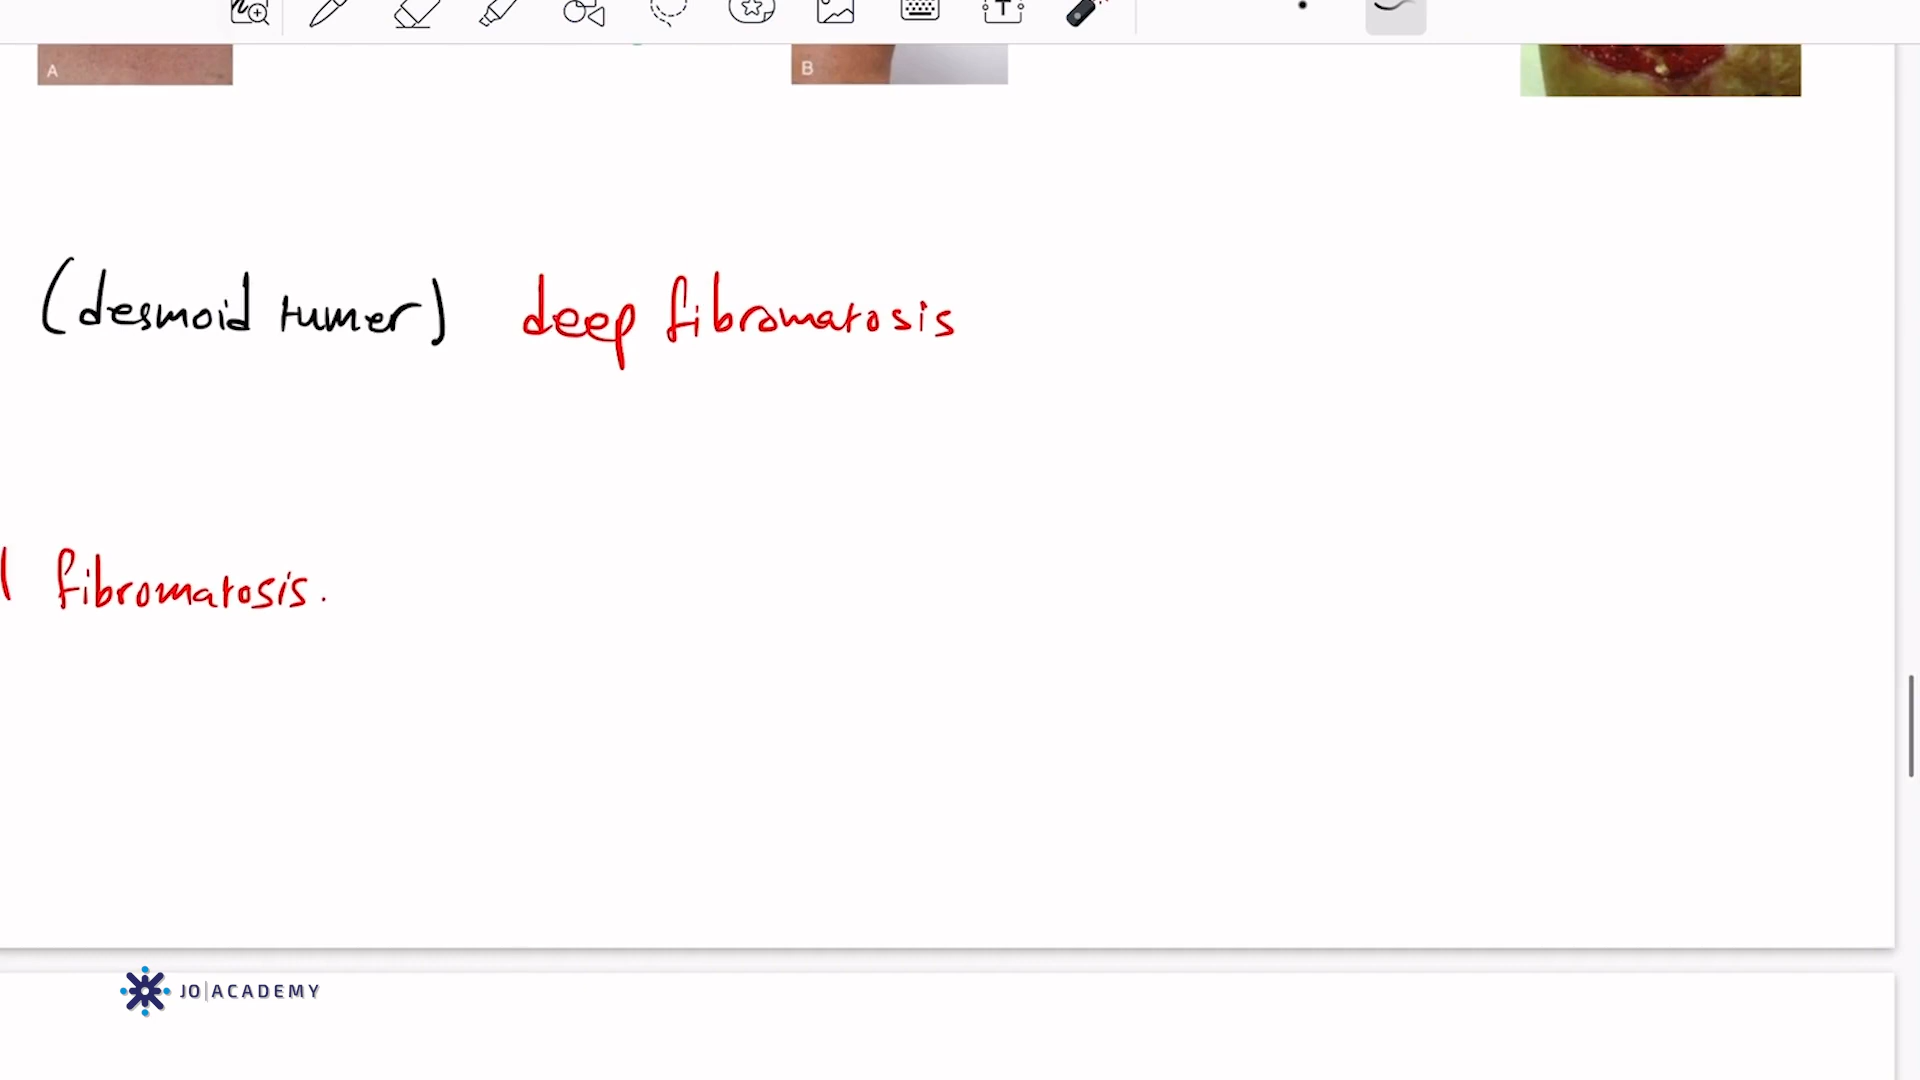 A
B
(desmoid tumer) deep fibromatosis
fibromatosis.
JO|ACADEMY